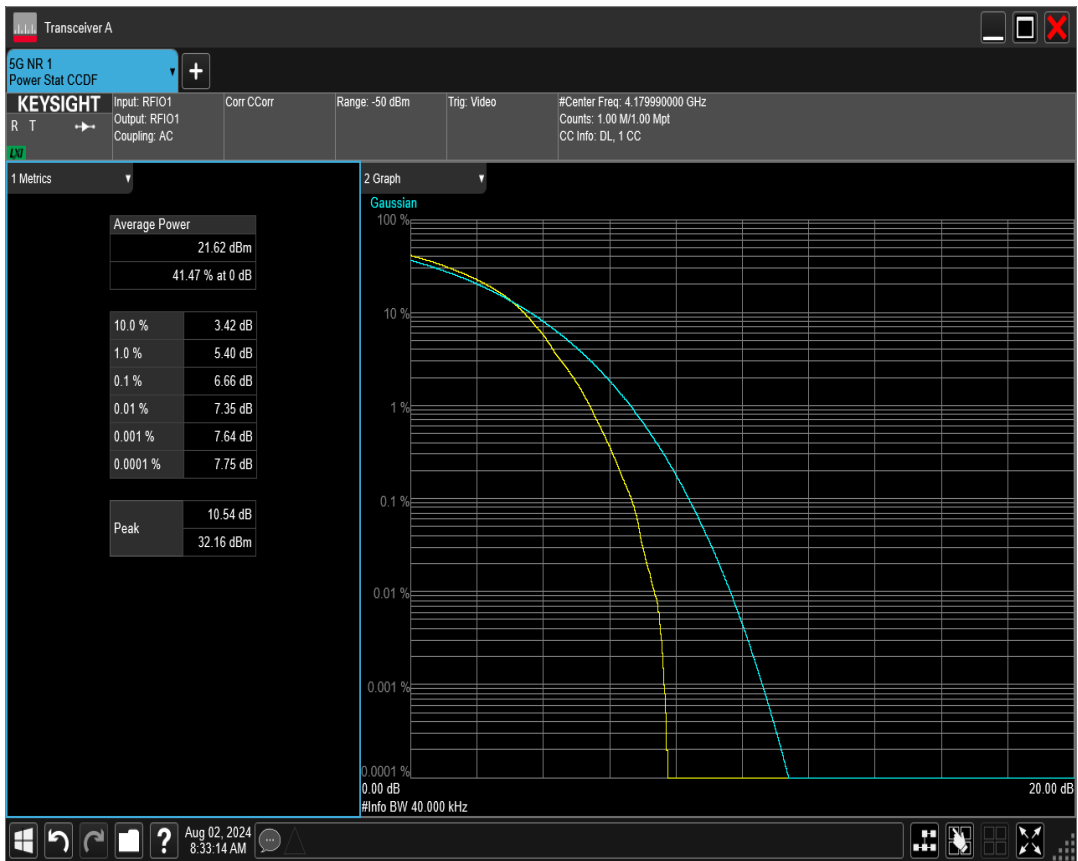 Transceiver A
5G NR 1
Power Stat CCDF
+
KEYSIGHT
R T
LXI
Input: RFIO1
Output: RFIO1
Coupling: AC
Corr CCorr
Range: -50 dBm
Trig: Video
#Center Freq: 4.179990000 GHz
Counts: 1.00 M/1.00 Mpt
CC Info: DL, 1 CC
1 Metrics
Average Power
21.62 dBm
41.47 % at 0 dB
10.0 % 3.42 dB
1.0 % 5.40 dB
0.1 % 6.66 dB
0.01 % 7.35 dB
0.001 % 7.64 dB
0.0001 % 7.75 dB
Peak
10.54 dB
32.16 dBm
2 Graph
Gaussian
100 %
10 %
1 %
0.1 %
0.01 %
0.001 %
0.0001 %
0.00 dB
20.00 dB
#Info BW 40.000 kHz
?
Aug 02, 2024
8:33:14 AM